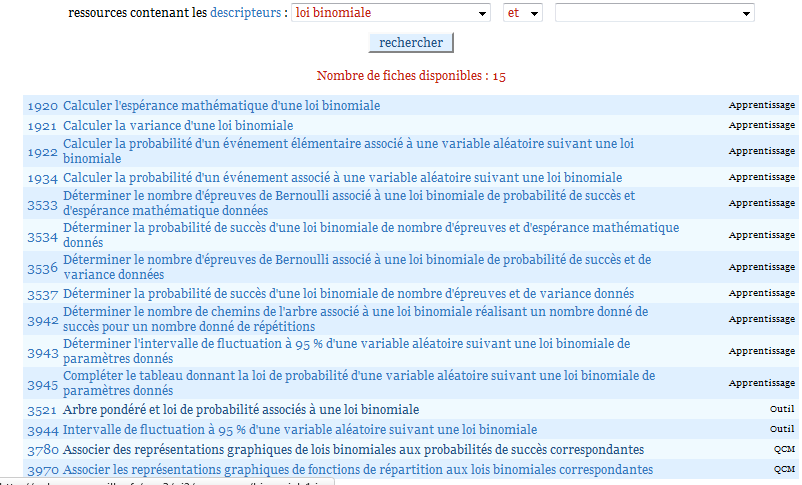 ressources contenant les descripteurs : loi binomiale et
rechercher
Nombre de fiches disponibles : 15
1920 Calculer l'espérance mathématique d'une loi binomiale Apprentissage
1921 Calculer la variance d'une loi binomiale Apprentissage
1922 Calculer la probabilité d'un événement élémentaire associé à une variable aléatoire suivant une loi
binomiale Apprentissage
1934 Calculer la probabilité d'un événement associé à une variable aléatoire suivant une loi binomiale Apprentissage
3533 Déterminer le nombre d'épreuves de Bernoulli associé à une loi binomiale de probabilité de succès et
d'espérance mathématique données Apprentissage
3534 Déterminer la probabilité de succès d'une loi binomiale de nombre d'épreuves et d'espérance mathématique
donnés Apprentissage
3536 Déterminer le nombre d'épreuves de Bernoulli associé à une loi binomiale de probabilité de succès et de
variance données Apprentissage
3537 Déterminer la probabilité de succès d'une loi binomiale de nombre d'épreuves et de variance donnés Apprentissage
3942 Déterminer le nombre de chemins de l'arbre associé à une loi binomiale réalisant un nombre donné de
succès pour un nombre donné de répétitions Apprentissage
3943 Déterminer l'intervalle de fluctuation à 95 % d'une variable aléatoire suivant une loi binomiale de
paramètres donnés Apprentissage
3945 Compléter le tableau donnant la loi de probabilité d'une variable aléatoire suivant une loi binomiale de
paramètres donnés Apprentissage
3521 Arbre pondéré et loi de probabilité associés à une loi binomiale Outil
3944 Intervalle de fluctuation à 95 % d'une variable aléatoire suivant une loi binomiale Outil
3780 Associer des représentations graphiques de lois binomiales aux probabilités de succès correspondantes QCM
3970 Associer les représentations graphiques de fonctions de répartition aux lois binomiales correspondantes QCM